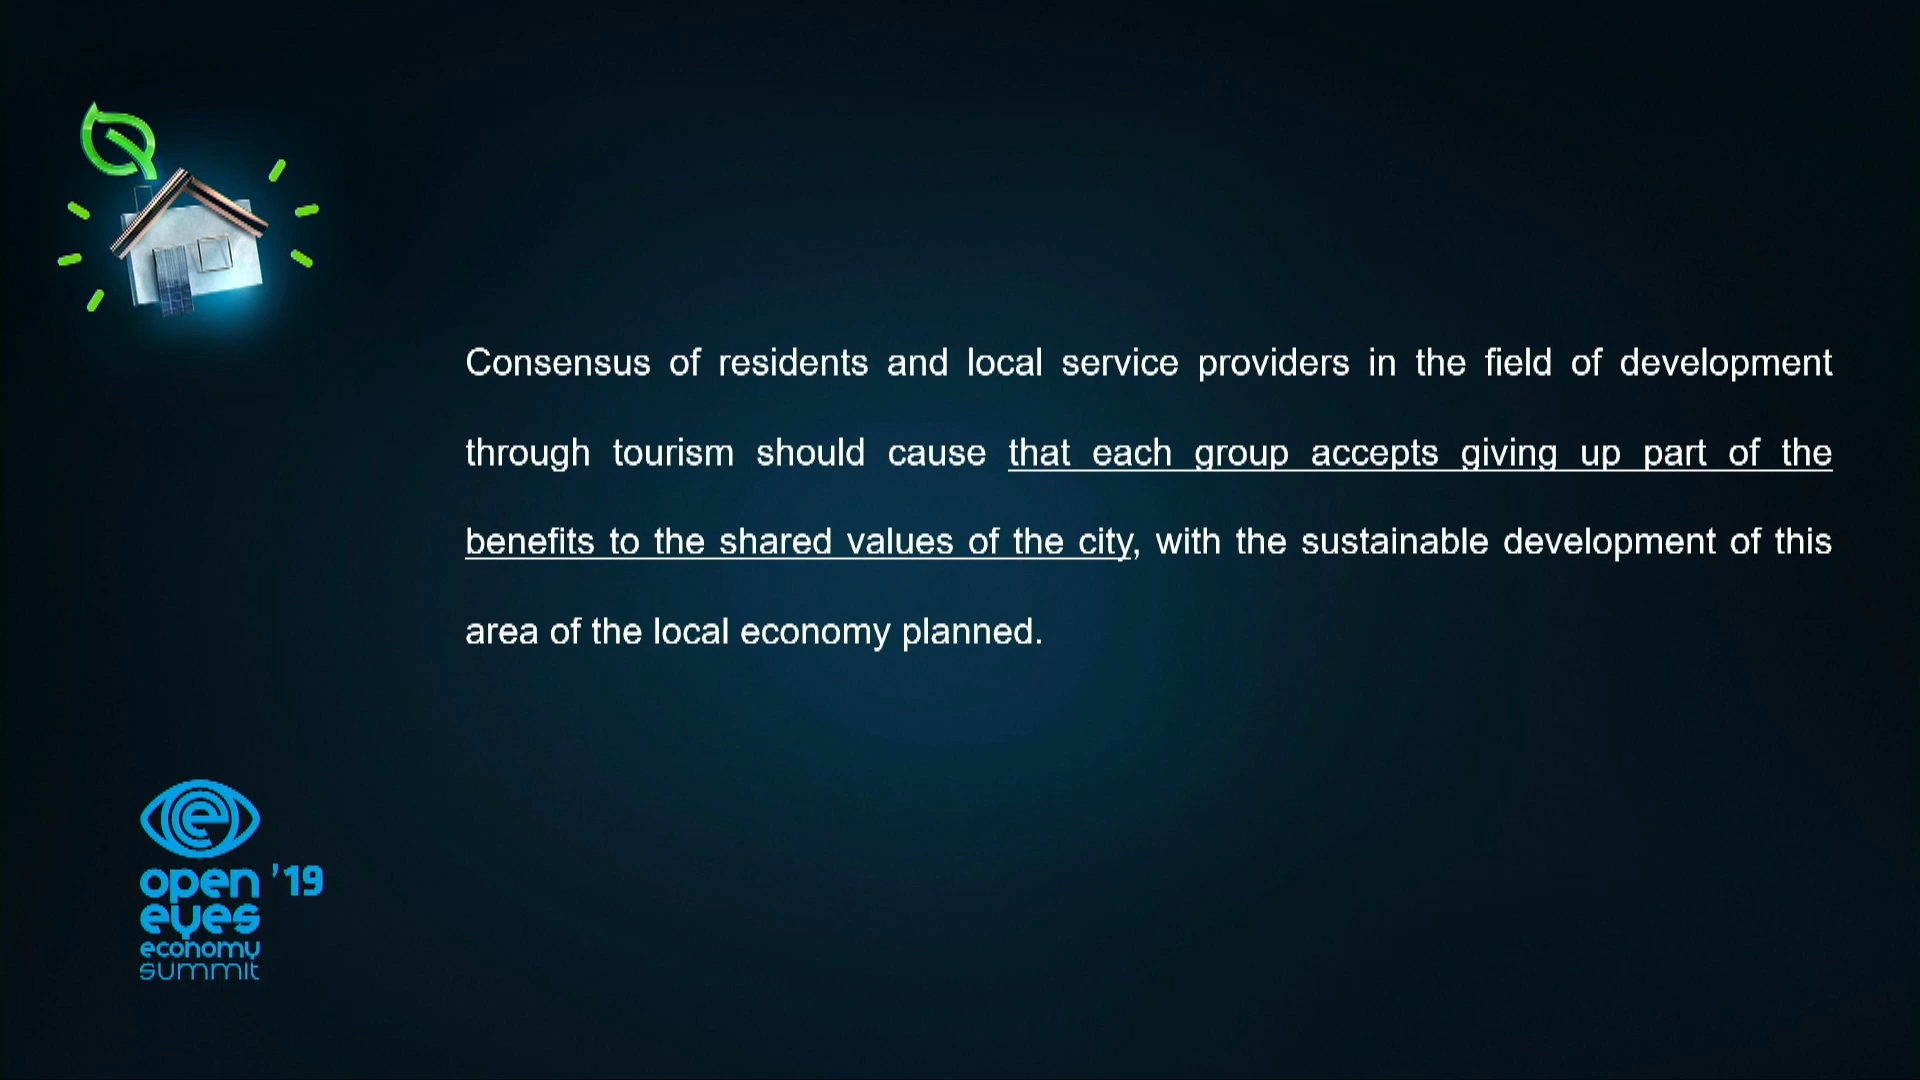 Consensus of residents and local service providers in the field of development
through tourism should cause that each group accepts giving up part of the
benefits to the shared values of the city, with the sustainable development of this
area of the local economy planned.
open '19
eyes
economy
summit